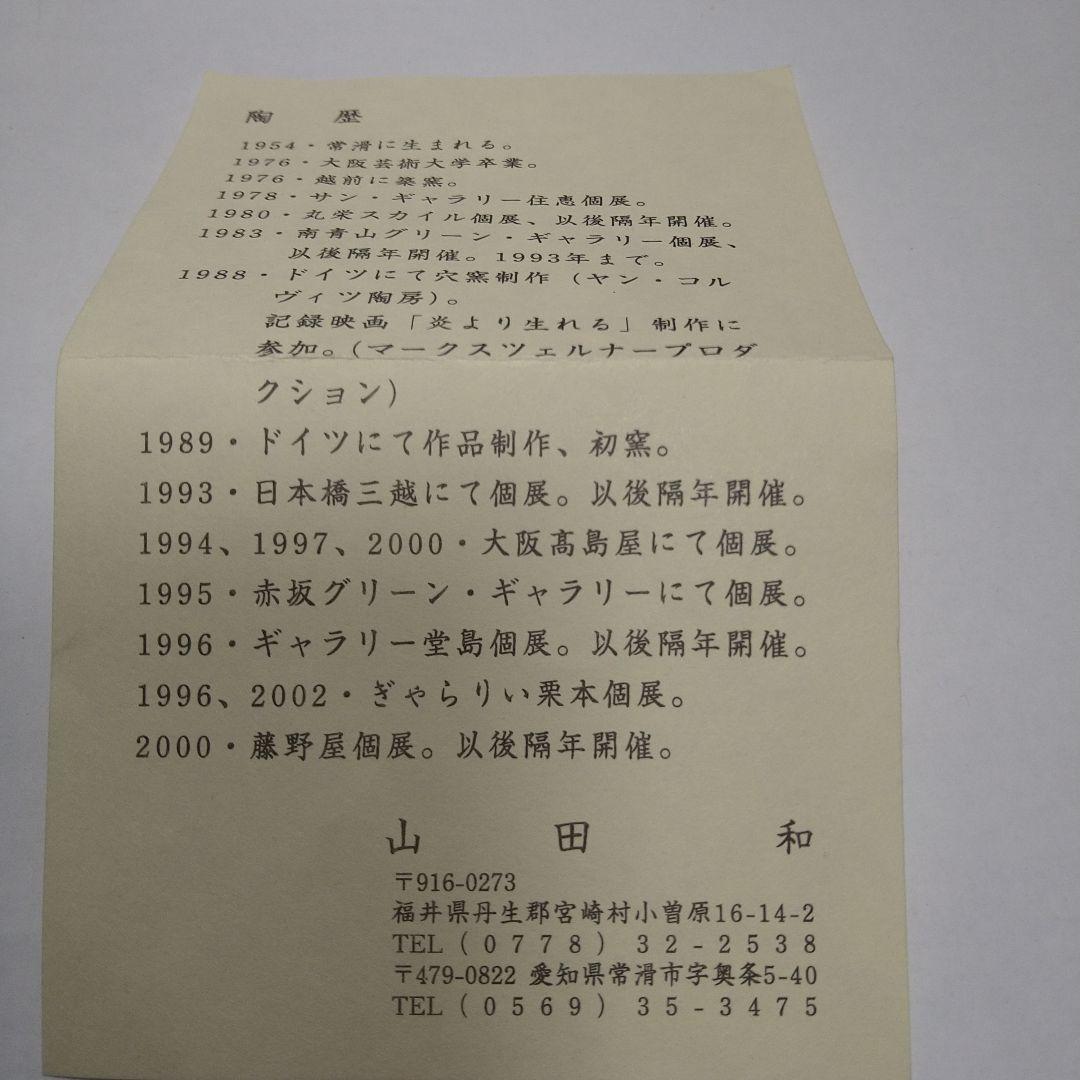 陶　歴
1954・常滑に生まれる。
1976・大阪芸術大学卒業。
1976・越前に築窯。
1978・サン・ギャラリー住恵個展。
1980・丸栄スカイル個展、以後隔年開催。
1983・南青山グリーン・ギャラリー個展、
以後隔年開催。1993年まで。
1988・ドイツにて穴窯制作（ヤン・コル
ヴィツ陶房）。
記録映画「炎より生れる」制作に
参加。（マークスツェルナープロダ
クション）
1989・ドイツにて作品制作、初窯。
1993・日本橋三越にて個展。以後隔年開催。
1994、1997、2000・大阪髙島屋にて個展。
1995・赤坂グリーン・ギャラリーにて個展。
1996・ギャラリー堂島個展。以後隔年開催。
1996、2002・ぎゃらりい栗本個展。
2000・藤野屋個展。以後隔年開催。
山　田　和
〒916-0273
福井県丹生郡宮崎村小曽原16-14-2
TEL（0778）32-2538
〒479-0822 愛知県常滑市字奥条5-40
TEL（0569）35-3475